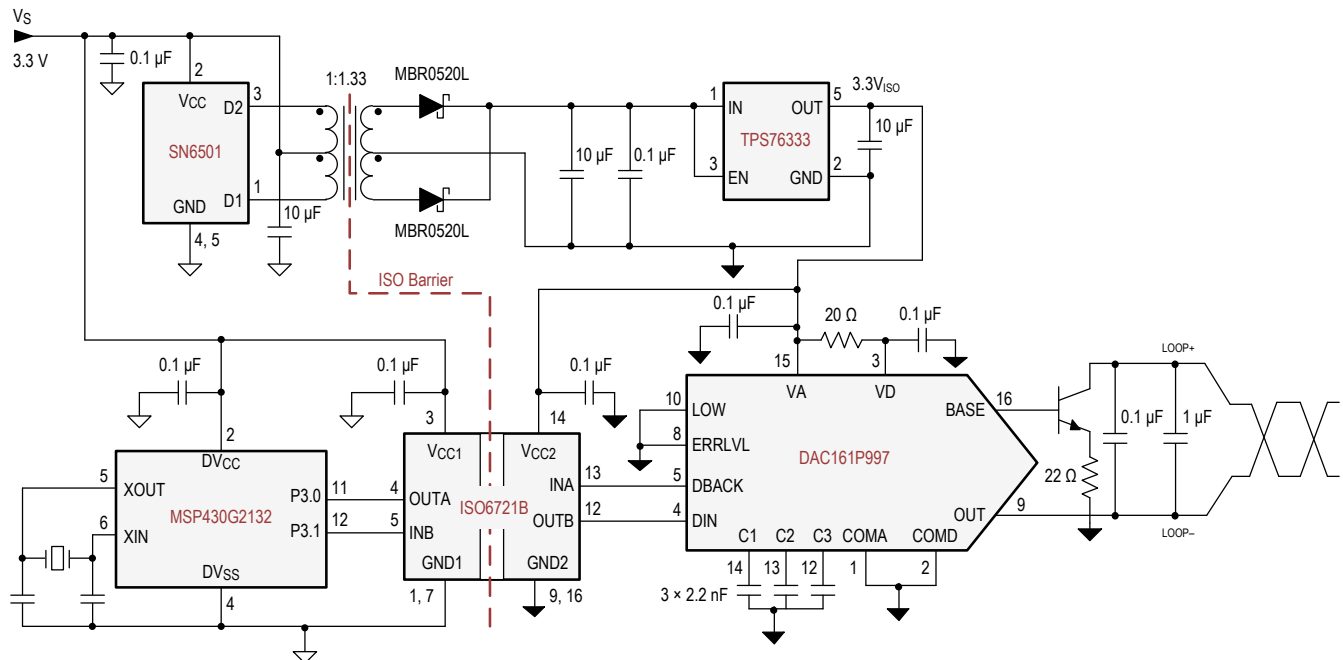 VS
3.3 V
0.1 µF
2
VCC
D2
3
SN6501
D1
1
GND
4, 5
10 µF
1:1.33
MBR0520L
MBR0520L
10 µF
0.1 µF
1
IN
OUT
5
TPS76333
3
EN
GND
2
3.3VISO
10 µF
ISO Barrier
0.1 µF
20 Ω
0.1 µF
15
3
VA
VD
0.1 µF
2
DVCC
5
XOUT
P3.0
11
MSP430G2132
6
XIN
P3.1
12
DVSS
4
0.1 µF
3
VCC1
4
OUTA
5
INB
GND1
1, 7
ISO6721B
0.1 µF
14
VCC2
INA
13
OUTB
12
GND2
9, 16
10
LOW
8
ERRLVL
5
DBACK
4
DIN
DAC161P997
BASE
16
OUT
9
C1
C2
C3
COMA
COMD
14
13
12
1
2
3 × 2.2 nF
22 Ω
0.1 µF
1 µF
LOOP+
LOOP–